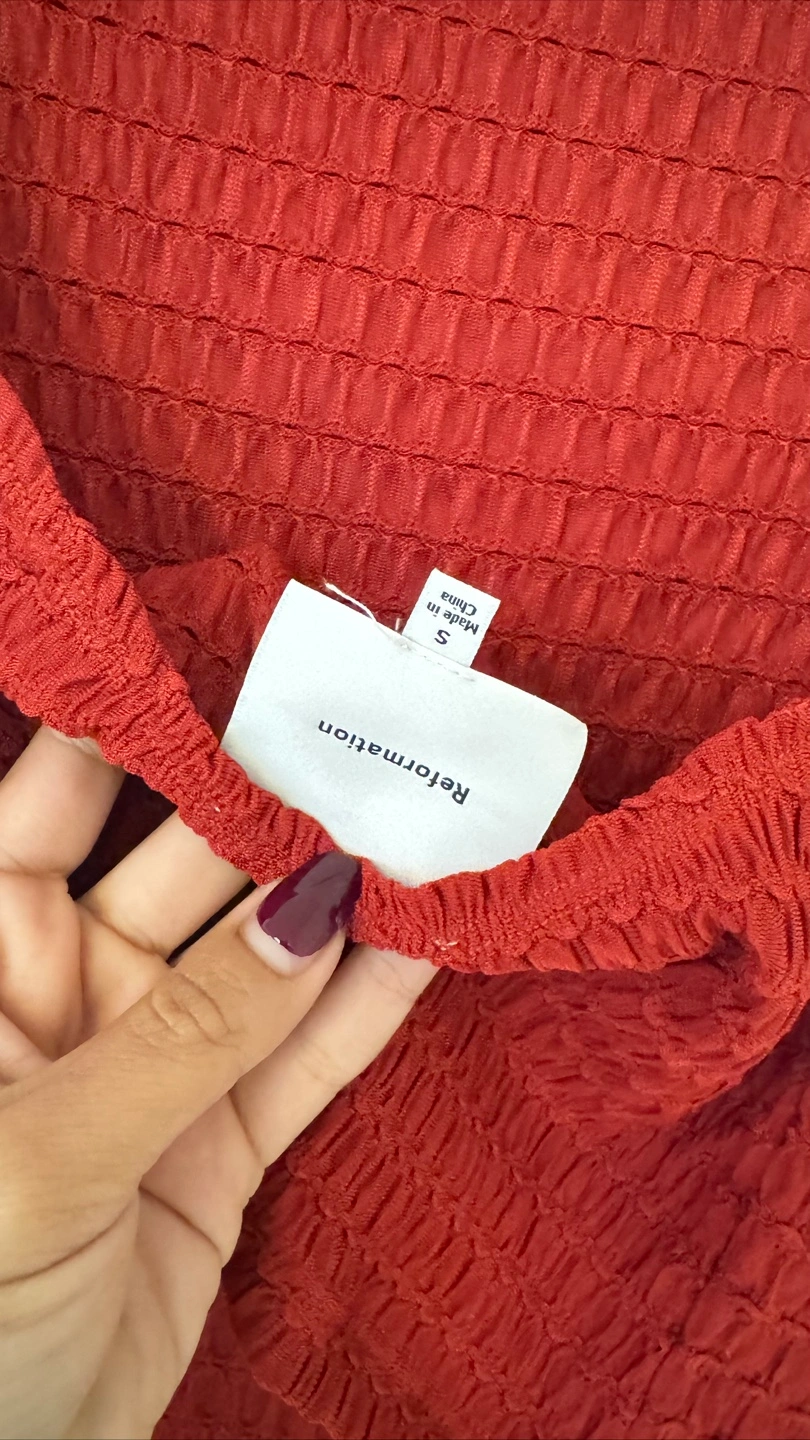 Reformation
S
Made in
China